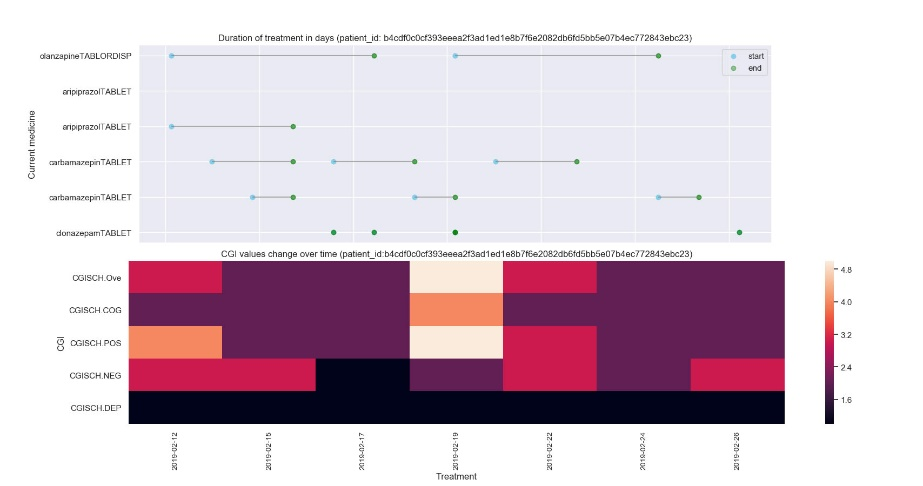 Duration of treatment in days (patient_id: b4cdf0c0cf393eeea2f3ad1ed1e8b7f6e2082db6fd5bb5e07b4ec772843ebc23)
olanzapineTABLORDISP
start
end
aripiprazolTABLET
aripiprazolTABLET
Current medicine
carbamazepinTABLET
carbamazepinTABLET
clonazepamTABLET
CGI values change over time (patient_id:b4cdf0c0cf393eeea2f3ad1ed1e8b7f6e2082db6fd5bb5e07b4ec772843ebc23)
CGISCH.Ove
CGISCH.COG
CGISCH.POS
CGI
CGISCH.NEG
CGISCH.DEP
4.8
4.0
3.2
2.4
1.6
2019-02-12
2019-02-15
2019-02-17
2019-02-19
2019-02-22
2019-02-24
2019-02-26
Treatment